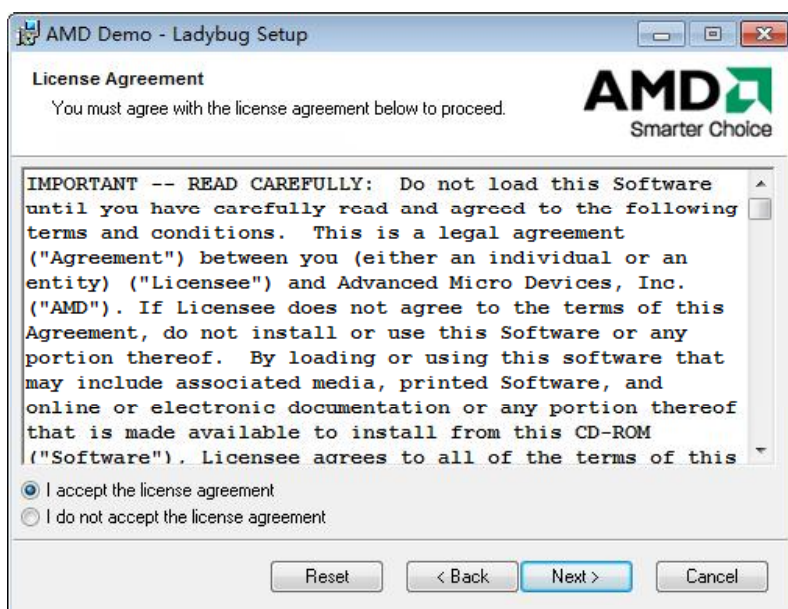 AMD Demo - Ladybug Setup
License Agreement
You must agree with the license agreement below to proceed.
AMD
Smarter Choice
IMPORTANT -- READ CAREFULLY:  Do not load this Software
until you have carefully read and agreed to the following
terms and conditions.  This is a legal agreement
("Agreement") between you (either an individual or an
entity) ("Licensee") and Advanced Micro Devices, Inc.
("AMD"). If Licensee does not agree to the terms of this
Agreement, do not install or use this Software or any
portion thereof.  By loading or using this software that
may include associated media, printed Software, and
online or electronic documentation or any portion thereof
that is made available to install from this CD-ROM
("Software"). Licensee agrees to all of the terms of this
I accept the license agreement
I do not accept the license agreement
Reset
< Back
Next >
Cancel